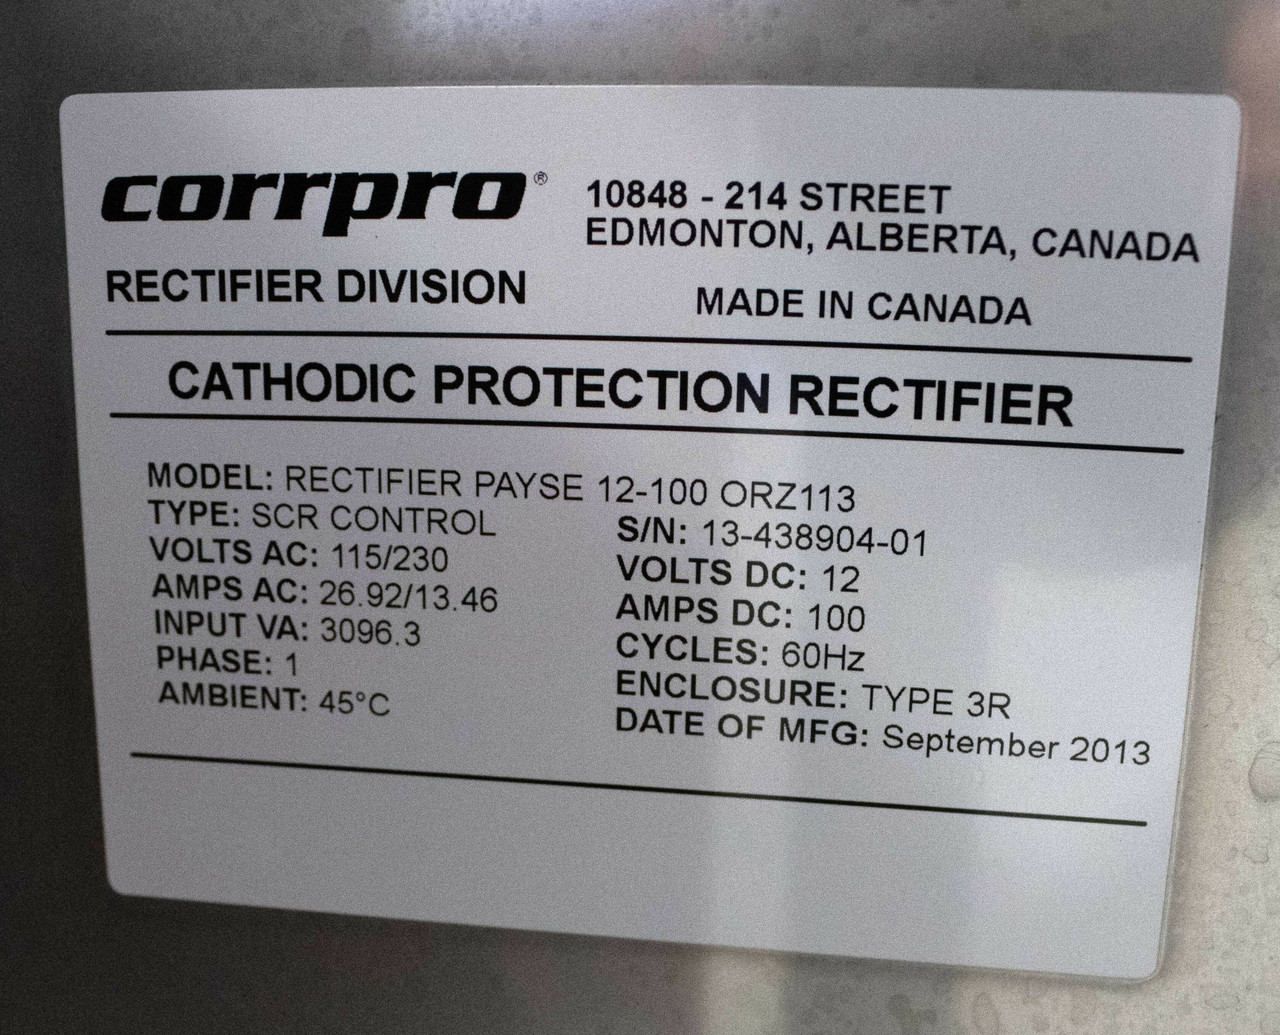 corrpro®
10848 - 214 STREET
EDMONTON, ALBERTA, CANADA
RECTIFIER DIVISION
MADE IN CANADA
CATHODIC PROTECTION RECTIFIER
MODEL: RECTIFIER PAYSE 12-100 ORZ113
TYPE: SCR CONTROL
S/N: 13-438904-01
VOLTS AC: 115/230
VOLTS DC: 12
AMPS AC: 26.92/13.46
AMPS DC: 100
INPUT VA: 3096.3
CYCLES: 60Hz
PHASE: 1
ENCLOSURE: TYPE 3R
AMBIENT: 45°C
DATE OF MFG: September 2013